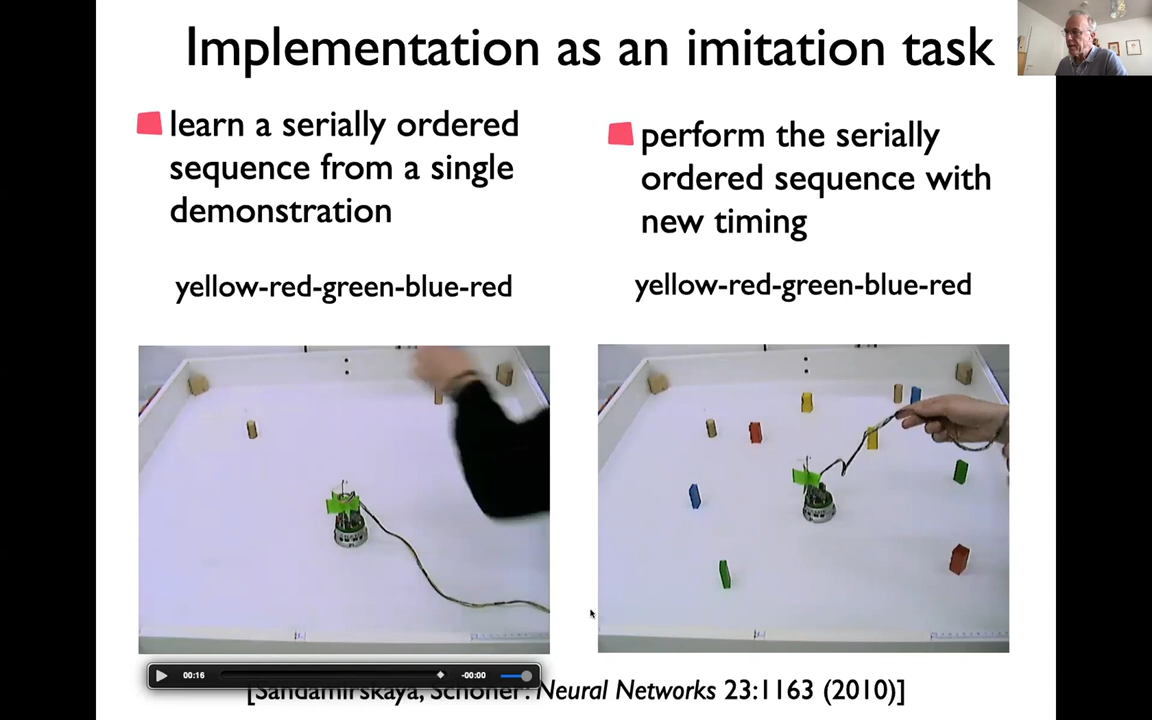 Implementation as an imitation task
learn a serially ordered
sequence from a single
demonstration
yellow-red-green-blue-red
perform the serially
ordered sequence with
new timing
yellow-red-green-blue-red
00:16
-00:00
[Sandamirskaya, Schöner: Neural Networks 23:1163 (2010)]